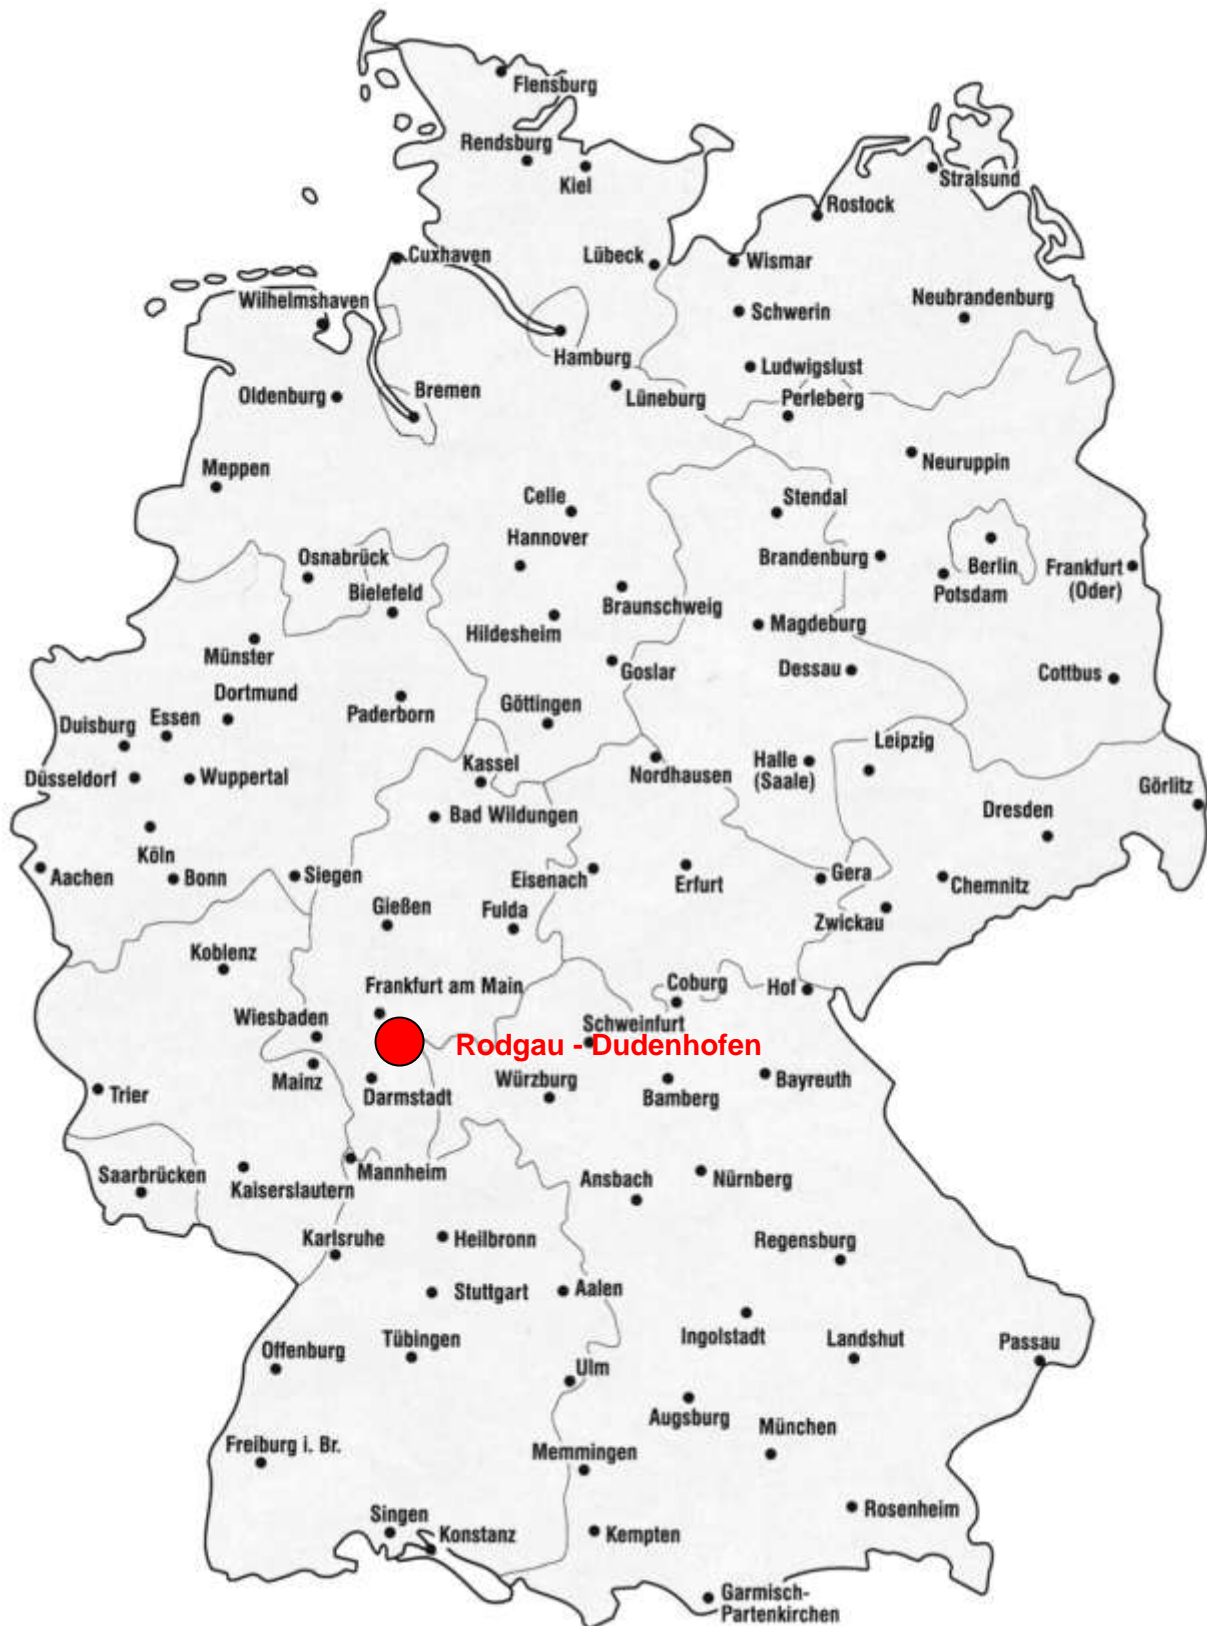 Flensburg
Rendsburg
Kiel
Stralsund
Rostock
Cuxhaven
Lübeck
Wismar
Wilhelmshaven
Schwerin
Neubrandenburg
Hamburg
Ludwigslust
Oldenburg
Bremen
Lüneburg
Perleberg
Meppen
Neuruppin
Celle
Stendal
Hannover
Osnabrück
Brandenburg
Berlin
Frankfurt
(Oder)
Bielefeld
Potsdam
Braunschweig
Hildesheim
Magdeburg
Münster
Goslar
Dessau
Cottbus
Dortmund
Paderborn
Göttingen
Duisburg
Essen
Leipzig
Kassel
Nordhausen
Halle
(Saale)
Düsseldorf
Wuppertal
Görlitz
Bad Wildungen
Dresden
Köln
Aachen
Bonn
Siegen
Eisenach
Erfurt
Gera
Chemnitz
Gießen
Fulda
Zwickau
Koblenz
Frankfurt am Main
Coburg
Hof
Wiesbaden
Schweinfurt
Rodgau - Dudenhofen
Mainz
Würzburg
Bayreuth
Trier
Darmstadt
Bamberg
Saarbrücken
Kaiserslautern
Mannheim
Ansbach
Nürnberg
Karlsruhe
Heilbronn
Regensburg
Stuttgart
Aalen
Offenburg
Tübingen
Ingolstadt
Landshut
Passau
Ulm
Augsburg
München
Freiburg i. Br.
Memmingen
Singen
Konstanz
Kempten
Rosenheim
Garmisch-
Partenkirchen